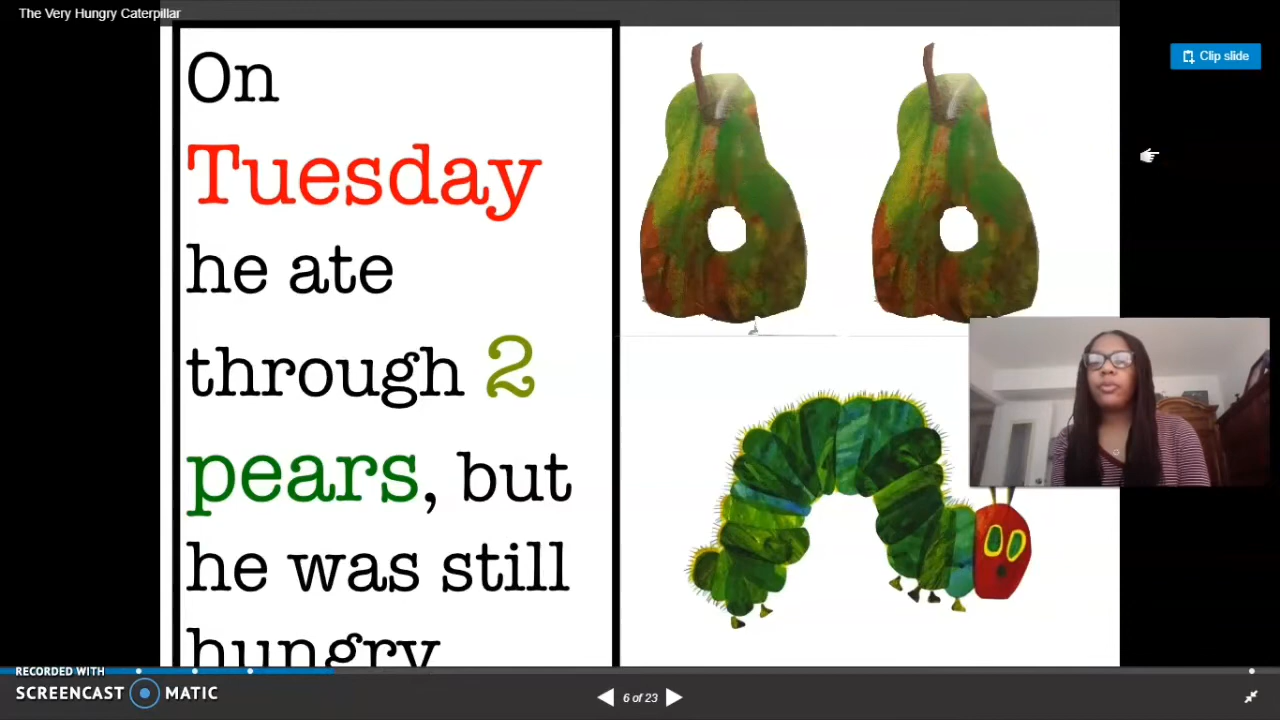 The Very Hungry Caterpillar
Clip slide
On
Tuesday
he ate
through 2
pears, but
he was still
hungry
RECORDED WITH
SCREENCAST MATIC
6 of 23